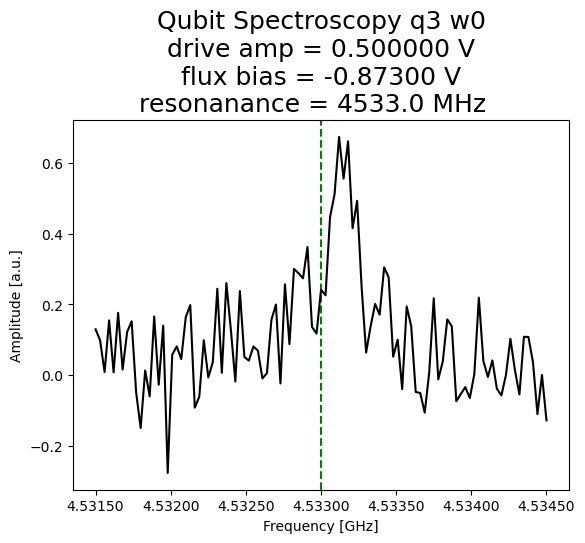 Qubit Spectroscopy q3 w0
drive amp = 0.500000 V
flux bias = -0.87300 V
resonanance = 4533.0 MHz
Amplitude [a.u.]
0.6
0.4
0.2
0.0
−0.2
4.53150 4.53200 4.53250 4.53300 4.53350 4.53400 4.53450
Frequency [GHz]